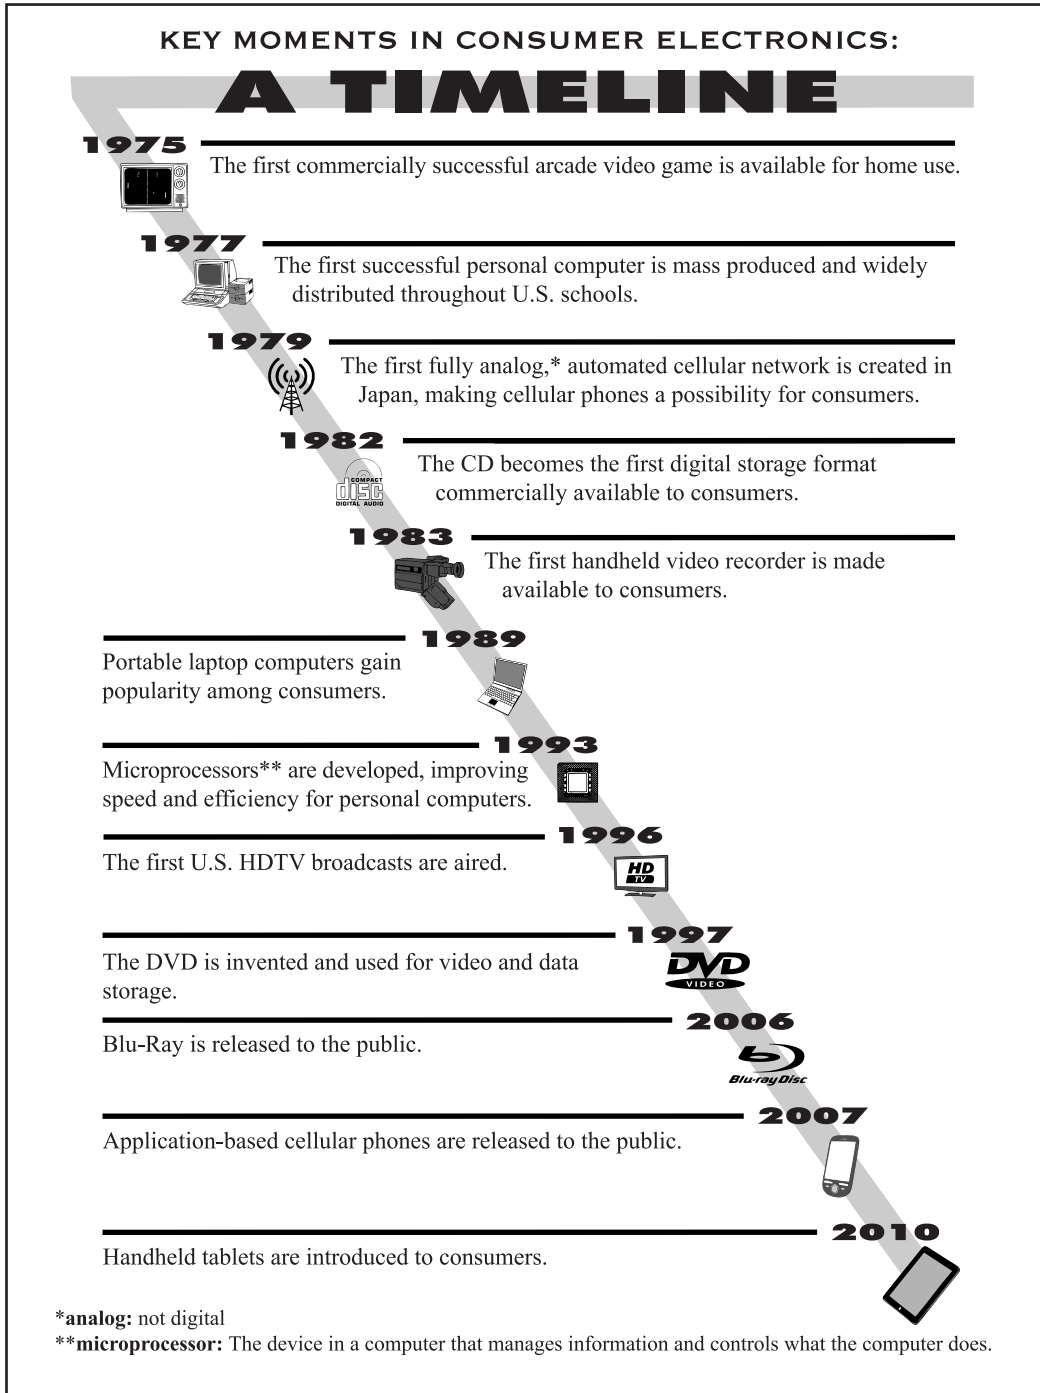 KEY MOMENTS IN CONSUMER ELECTRONICS:
A TIMELINE
1975
The first commercially successful arcade video game is available for home use.
1977
The first successful personal computer is mass produced and widely
distributed throughout U.S. schools.
1979
The first fully analog,* automated cellular network is created in
Japan, making cellular phones a possibility for consumers.
1982
COMPACT
disc
DIGITAL AUDIO
The CD becomes the first digital storage format
commercially available to consumers.
1983
The first handheld video recorder is made
available to consumers.
1989
Portable laptop computers gain
popularity among consumers.
1993
Microprocessors** are developed, improving
speed and efficiency for personal computers.
1996
The first U.S. HDTV broadcasts are aired.
HD
TV
1997
The DVD is invented and used for video and data
storage.
DVD
VIDEO
2006
Blu-Ray is released to the public.
Blu-ray Disc
2007
Application-based cellular phones are released to the public.
2010
Handheld tablets are introduced to consumers.
*analog: not digital
**microprocessor: The device in a computer that manages information and controls what the computer does.